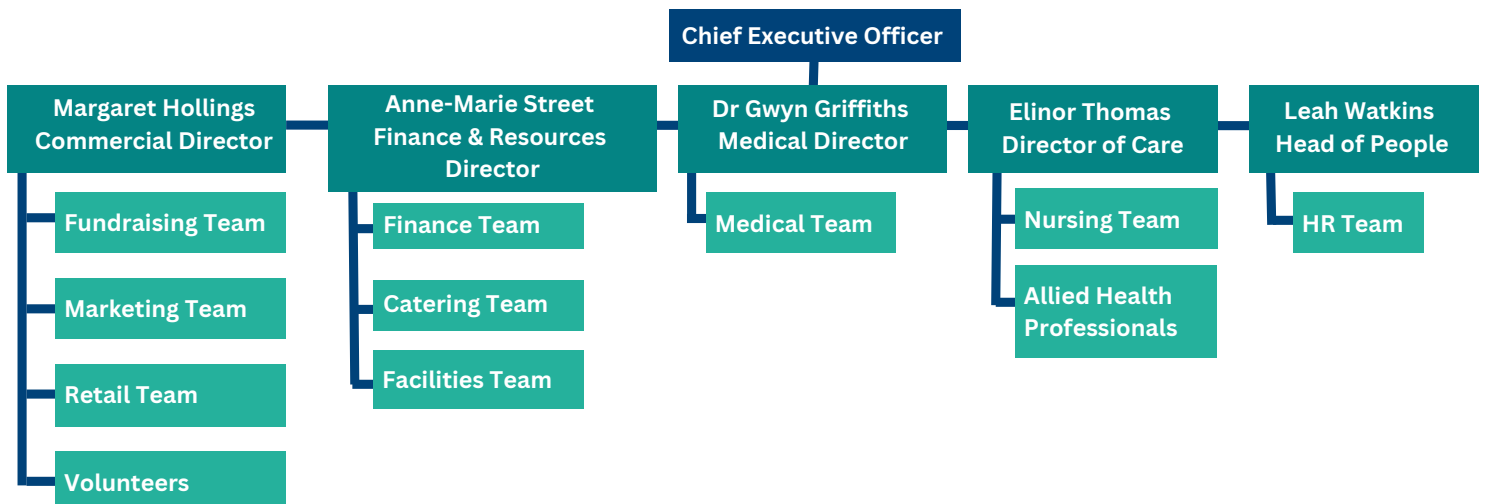 Chief Executive Officer
Margaret Hollings
Commercial Director
Anne-Marie Street
Finance & Resources
Director
Dr Gwyn Griffiths
Medical Director
Elinor Thomas
Director of Care
Leah Watkins
Head of People
Fundraising Team
Marketing Team
Retail Team
Volunteers
Finance Team
Catering Team
Facilities Team
Medical Team
Nursing Team
Allied Health
Professionals
HR Team